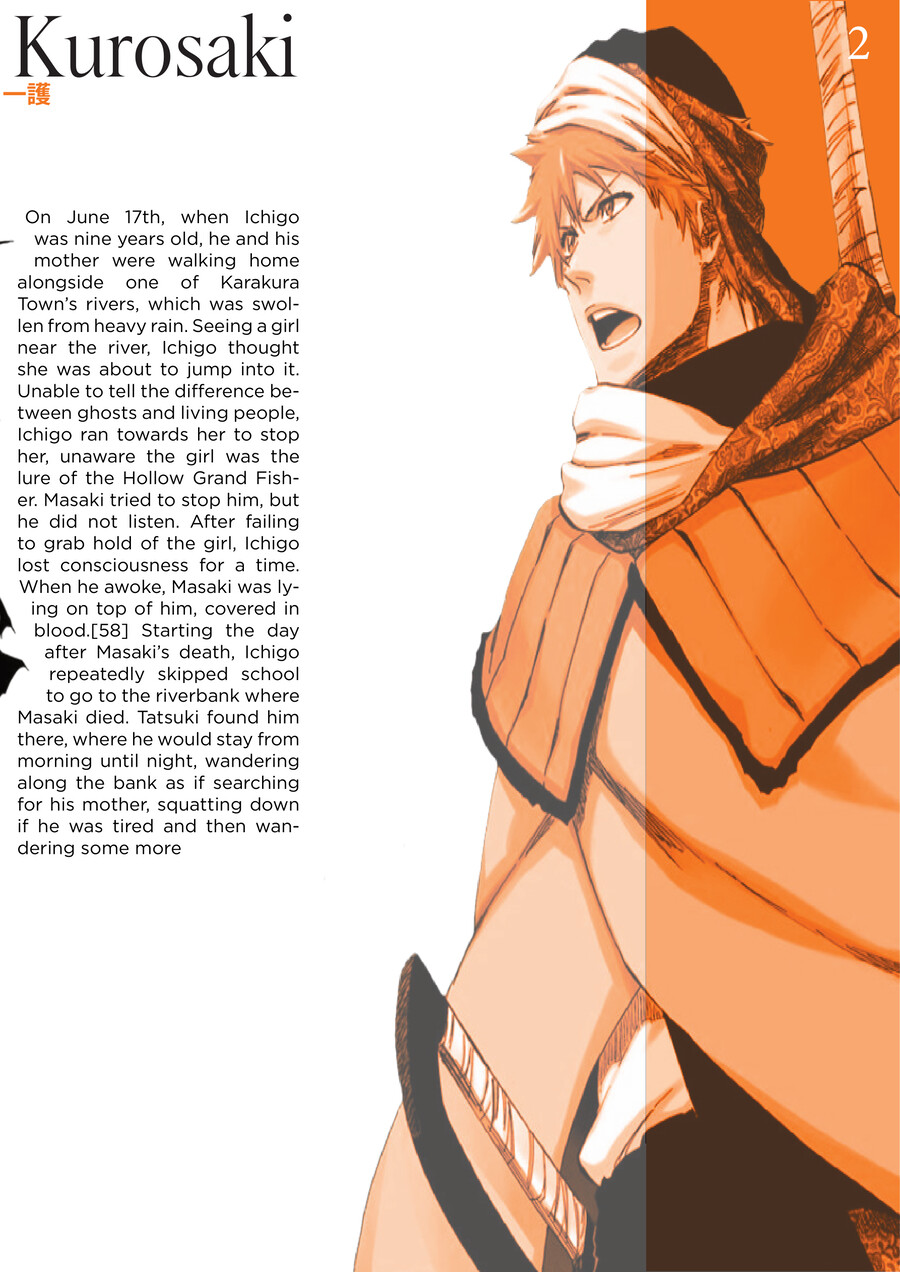 Kurosaki
一護
2
On June 17th, when Ichigo
was nine years old, he and his
mother were walking home
alongside one of Karakura
Town’s rivers, which was swol-
len from heavy rain. Seeing a girl
near the river, Ichigo thought
she was about to jump into it.
Unable to tell the difference be-
tween ghosts and living people,
Ichigo ran towards her to stop
her, unaware the girl was the
lure of the Hollow Grand Fish-
er. Masaki tried to stop him, but
he did not listen. After failing
to grab hold of the girl, Ichigo
lost consciousness for a time.
When he awoke, Masaki was ly-
ing on top of him, covered in
blood.[58] Starting the day
after Masaki’s death, Ichigo
repeatedly skipped school
to go to the riverbank where
Masaki died. Tatsuki found him
there, where he would stay from
morning until night, wandering
along the bank as if searching
for his mother, squatting down
if he was tired and then wan-
dering some more